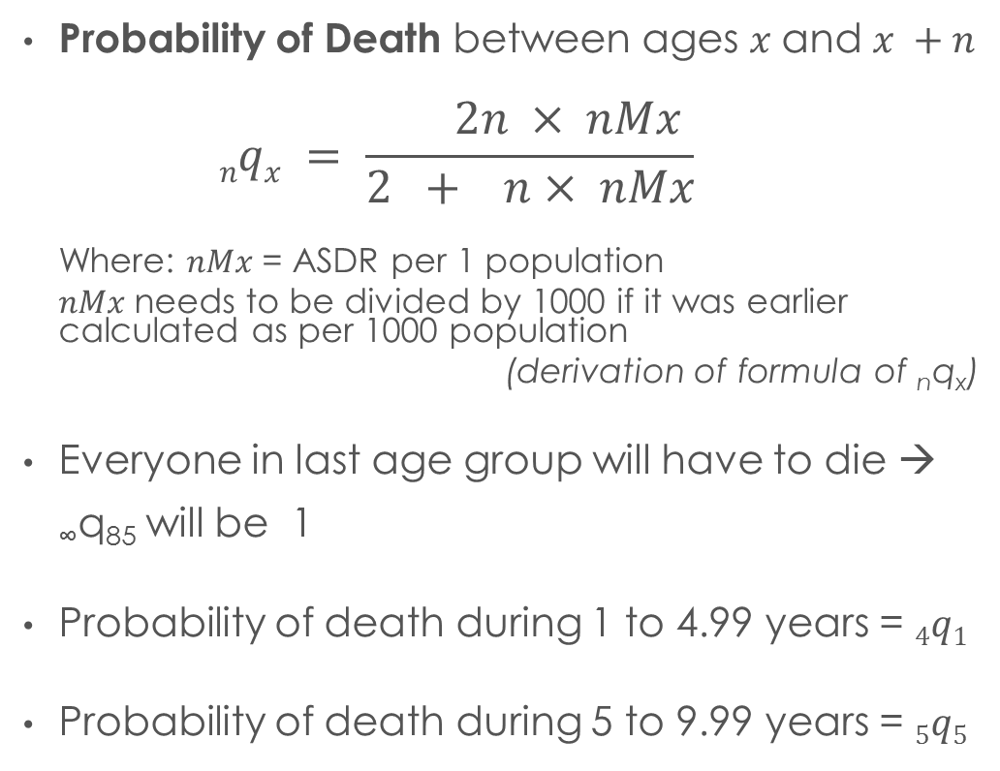 • Probability of Death between ages x and x + n
2n × nMx
nqx = 
2 + n × nMx
Where: nMx = ASDR per 1 population
nMx needs to be divided by 1000 if it was earlier
calculated as per 1000 population
(derivation of formula of nqx)
• Everyone in last age group will have to die →
∞q85 will be 1
• Probability of death during 1 to 4.99 years = 4q1
• Probability of death during 5 to 9.99 years = 5q5